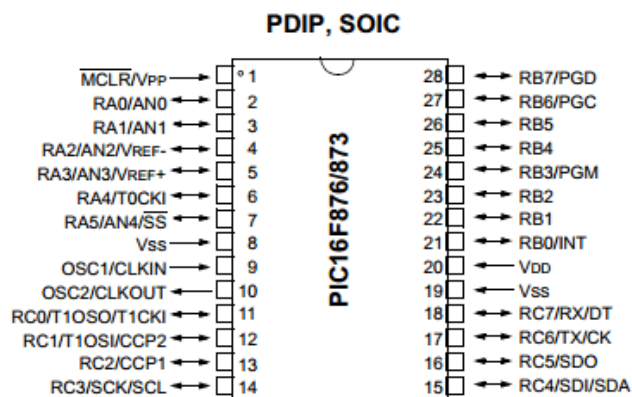 PDIP, SOIC
MCLR/VPP 1 28 RB7/PGD
RA0/AN0 2 27 RB6/PGC
RA1/AN1 3 26 RB5
RA2/AN2/VREF- 4 25 RB4
RA3/AN3/VREF+ 5 24 RB3/PGM
RA4/T0CKI 6 23 RB2
RA5/AN4/SS 7 22 RB1
VSS 8 21 RB0/INT
OSC1/CLKIN 9 20 VDD
OSC2/CLKOUT 10 19 VSS
RC0/T1OSO/T1CKI 11 18 RC7/RX/DT
RC1/T1OSI/CCP2 12 17 RC6/TX/CK
RC2/CCP1 13 16 RC5/SDO
RC3/SCK/SCL 14 15 RC4/SDI/SDA
PIC16F876/873